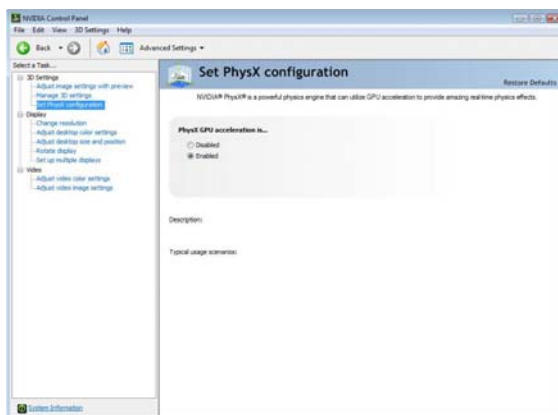 NVIDIA Control Panel
File Edit View 3D Settings Help
Back Advanced Settings
Select a Task...
3D Settings
Adjust image settings with preview
Manage 3D settings
Set PhysX configuration
Display
Change resolution
Adjust desktop color settings
Adjust desktop size and position
Rotate display
Set up multiple displays
Video
Adjust video color settings
Adjust video image settings
System Information
Set PhysX configuration
Restore Defaults
NVIDIA® PhysX® is a powerful physics engine that can utilize GPU acceleration to provide amazing real-time physics effects.
PhysX GPU acceleration is...
Disabled
Enabled
Description:
Typical usage scenarios: